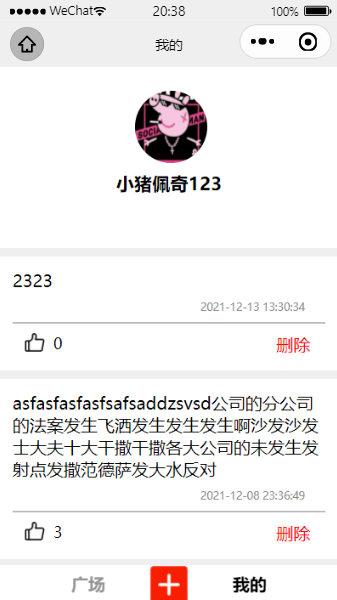 WeChat 20:38 100%
我的
SOCIAL MAN
小猪佩奇123
2323
2021-12-13 13:30:34
0 删除
asfasfasfasfsafsaddzsvsd公司的分公司
的法案发生飞洒发生发生发生啊沙发沙发
士大夫十大干撒干撒各大公司的未发生发
射点发撒范德萨发大水反对
2021-12-08 23:36:49
3 删除
广场 我的